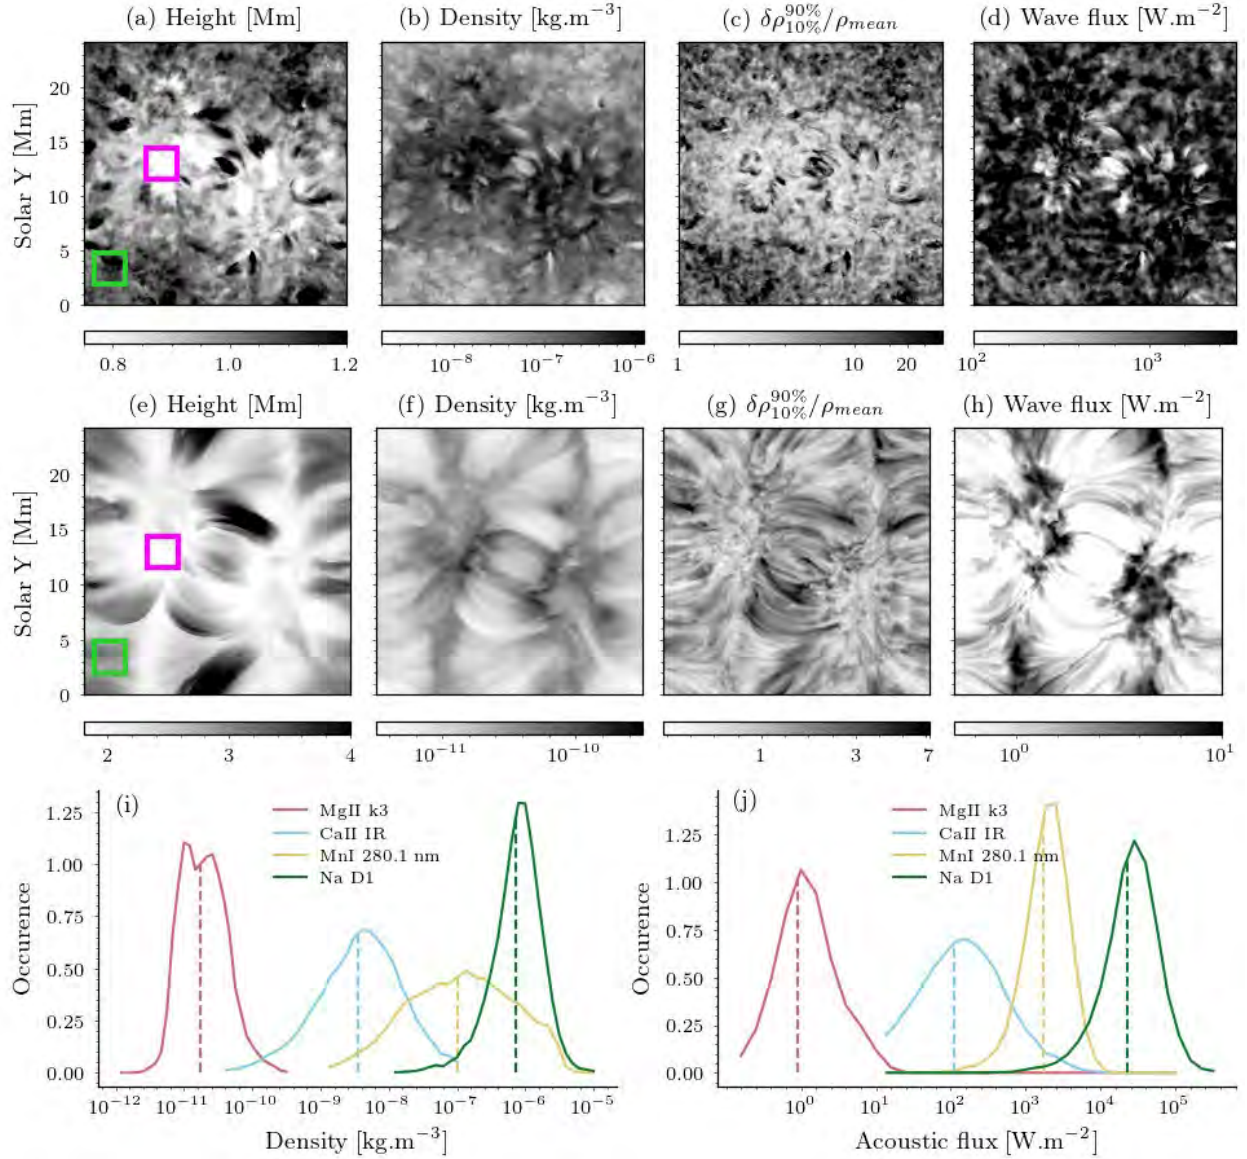 (a) Height [Mm]
(b) Density [kg.m⁻³]
(c) δρ₁₀%⁹⁰%/ρₘₑₐₙ
(d) Wave flux [W.m⁻²]
Solar Y [Mm]
20
15
10
5
0
0.8 1.0 1.2
10⁻⁸ 10⁻⁷ 10⁻⁶
1 10 20
10² 10³
(e) Height [Mm]
(f) Density [kg.m⁻³]
(g) δρ₁₀%⁹⁰%/ρₘₑₐₙ
(h) Wave flux [W.m⁻²]
Solar Y [Mm]
20
15
10
5
0
2 3 4
10⁻¹¹ 10⁻¹⁰
1 3 7
10⁰ 10¹
(i)
MgII k3
CaII IR
MnI 280.1 nm
Na D1
Occurence
1.25
1.00
0.75
0.50
0.25
0.00
10⁻¹² 10⁻¹¹ 10⁻¹⁰ 10⁻⁹ 10⁻⁸ 10⁻⁷ 10⁻⁶ 10⁻⁵
Density [kg.m⁻³]
(j)
MgII k3
CaII IR
MnI 280.1 nm
Na D1
Occurence
1.25
1.00
0.75
0.50
0.25
0.00
10⁰ 10¹ 10² 10³ 10⁴ 10⁵
Acoustic flux [W.m⁻²]